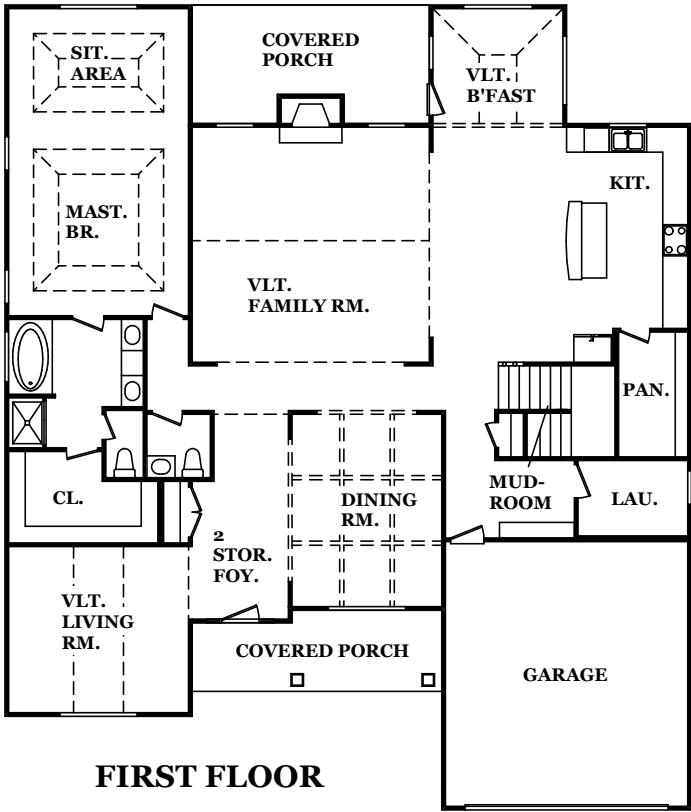 SIT.
AREA
COVERED
PORCH
VLT.
B'FAST
KIT.
MAST.
BR.
VLT.
FAMILY RM.
PAN.
CL.
MUD-
ROOM
LAU.
DINING
RM.
2
STOR.
FOY.
VLT.
LIVING
RM.
COVERED PORCH
GARAGE
FIRST FLOOR